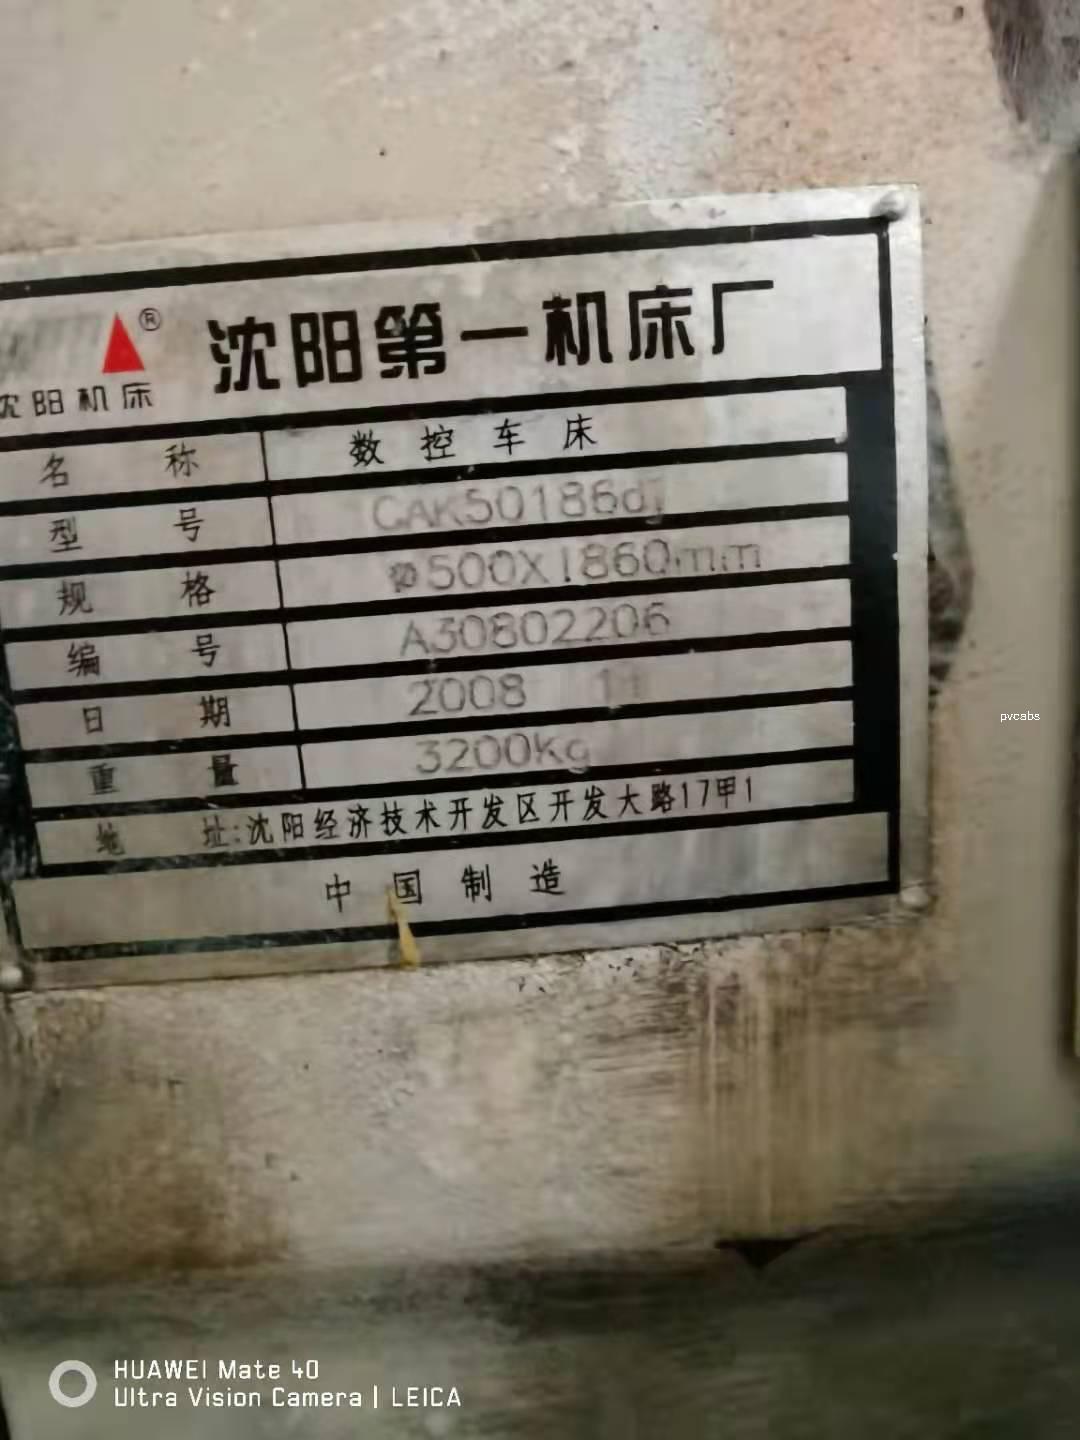 ®
沈阳机床
沈阳第一机床厂
名称 数控车床
型号 CAK50186dj
规格 ø500X1860mm
编号 A30802206
日期 2008 11
重量 3200Kg
地址:沈阳经济技术开发区开发大路17甲1
中国制造
pvcabs
HUAWEI Mate 40
Ultra Vision Camera | LEICA